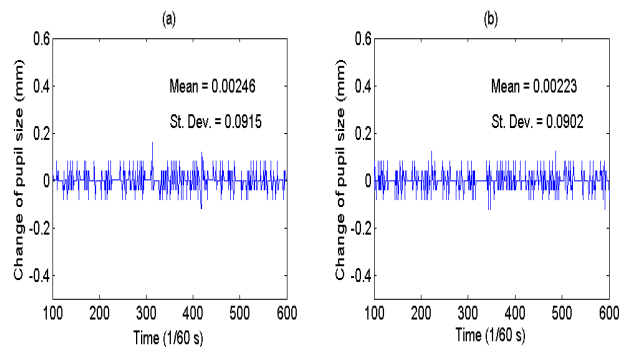 (a)
0.6
0.4
0.2
0
-0.2
-0.4
Change of pupil size (mm)
Mean = 0.00246
St. Dev. = 0.0915
100 200 300 400 500 600
Time (1/60 s)
(b)
0.6
0.4
0.2
0
-0.2
-0.4
Change of pupil size (mm)
Mean = 0.00223
St. Dev. = 0.0902
100 200 300 400 500 600
Time (1/60 s)